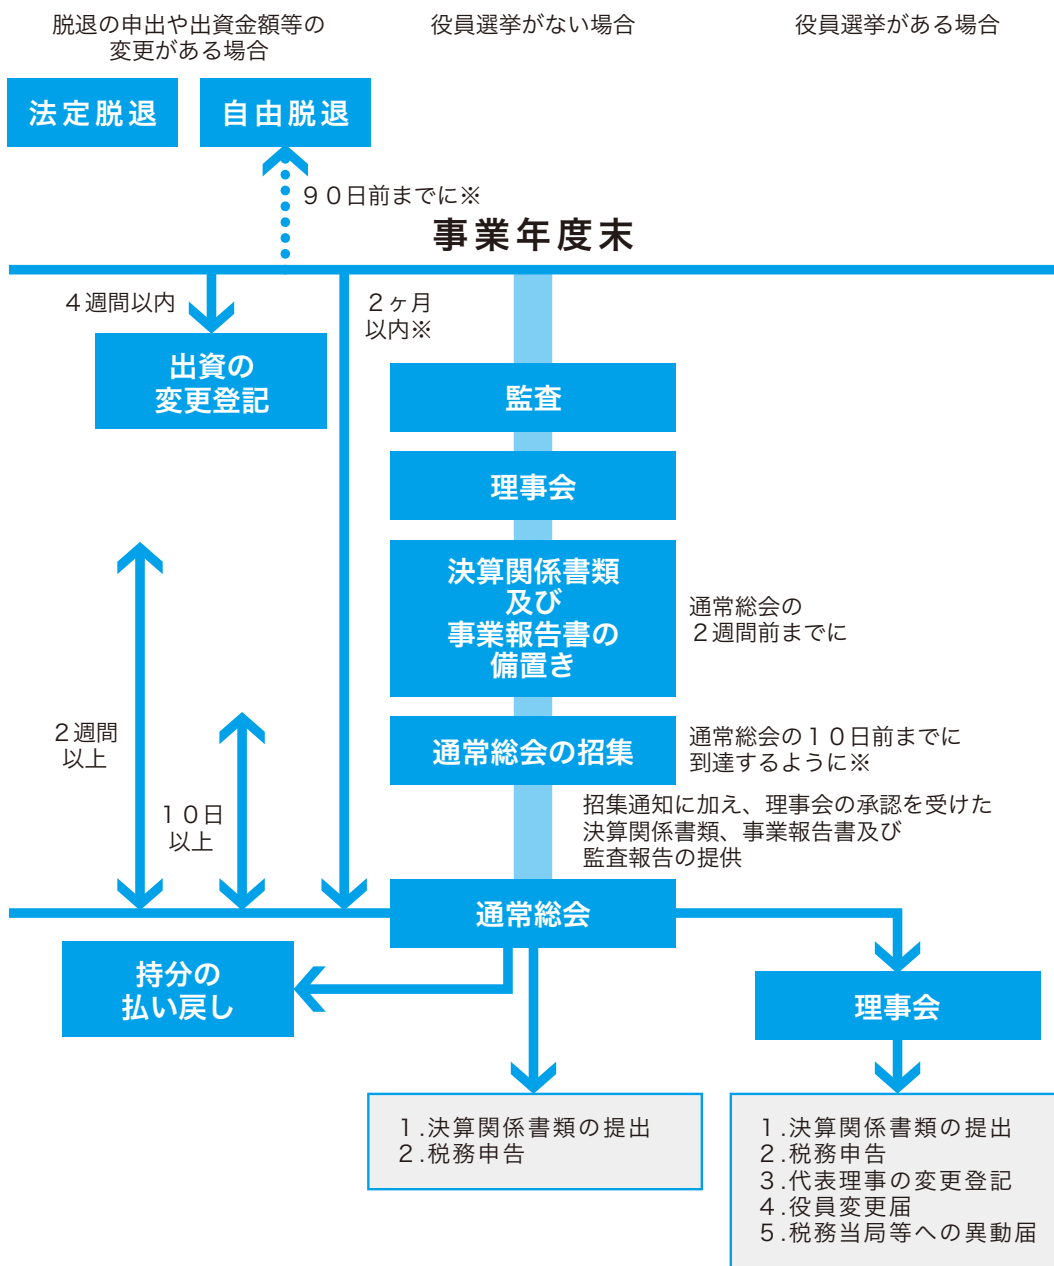 脱退の申出や出資金額等の
変更がある場合
役員選挙がない場合
役員選挙がある場合
法定脱退
自由脱退
９０日前までに※
事業年度末
４週間以内
２ヶ月
以内※
出資の
変更登記
監査
理事会
決算関係書類
及び
事業報告書の
備置き
通常総会の
２週間前までに
２週間
以上
１０日
以上
通常総会の招集
通常総会の１０日前までに
到達するように※
招集通知に加え、理事会の承認を受けた
決算関係書類、事業報告書及び
監査報告の提供
通常総会
持分の
払い戻し
理事会
１.決算関係書類の提出
２.税務申告
１.決算関係書類の提出
２.税務申告
３.代表理事の変更登記
４.役員変更届
５.税務当局等への異動届